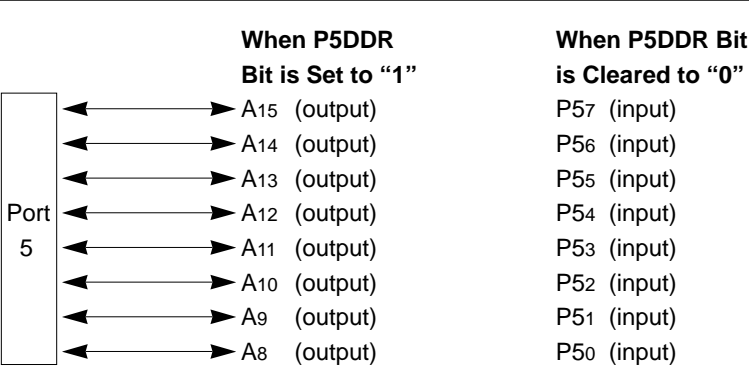 When P5DDR When P5DDR Bit
Bit is Set to “1” is Cleared to “0”
A15 (output) P57 (input)
A14 (output) P56 (input)
A13 (output) P55 (input)
Port A12 (output) P54 (input)
5 A11 (output) P53 (input)
A10 (output) P52 (input)
A9 (output) P51 (input)
A8 (output) P50 (input)